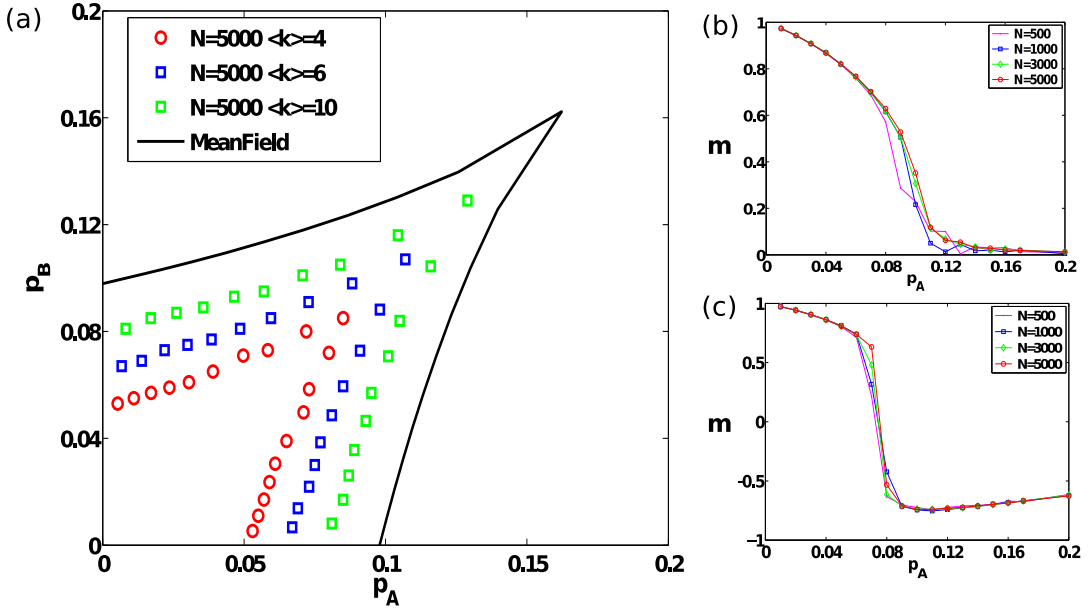 (a)
0.2
0.16
0.12
0.08
0.04
0
p_B
N=5000 <k>=4
N=5000 <k>=6
N=5000 <k>=10
MeanField
0 0.05 0.1 0.15 0.2
p_A
(b)
1
0.8
0.6
0.4
0.2
0
m
N=500
N=1000
N=3000
N=5000
0 0.04 0.08 0.12 0.16 0.2
p_A
(c)
1
0.5
0
−0.5
−1
m
N=500
N=1000
N=3000
N=5000
0 0.04 0.08 0.12 0.16 0.2
p_A